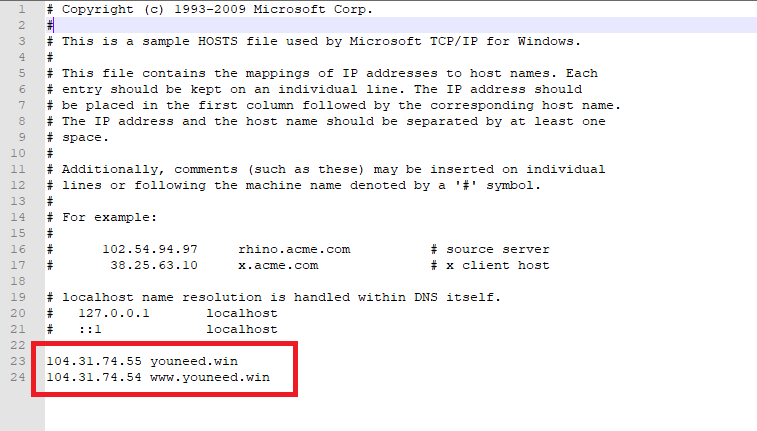 1 # Copyright (c) 1993-2009 Microsoft Corp.
2 #
3 # This is a sample HOSTS file used by Microsoft TCP/IP for Windows.
4 #
5 # This file contains the mappings of IP addresses to host names. Each
6 # entry should be kept on an individual line. The IP address should
7 # be placed in the first column followed by the corresponding host name.
8 # The IP address and the host name should be separated by at least one
9 # space.
10 #
11 # Additionally, comments (such as these) may be inserted on individual
12 # lines or following the machine name denoted by a '#' symbol.
13 #
14 # For example:
15 #
16 # 102.54.94.97 rhino.acme.com # source server
17 # 38.25.63.10 x.acme.com # x client host
18
19 # localhost name resolution is handled within DNS itself.
20 # 127.0.0.1 localhost
21 # ::1 localhost
22
23 104.31.74.55 youneed.win
24 104.31.74.54 www.youneed.win